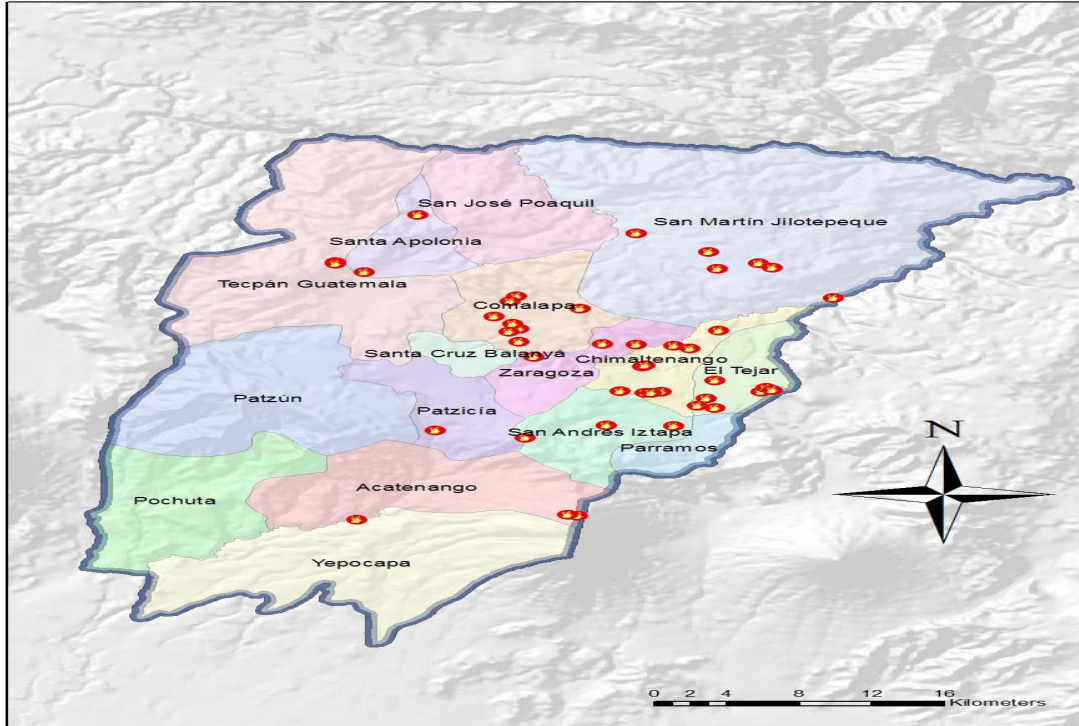 San José Poaquil
San Martín Jilotepeque
Santa Apolonia
Tecpán Guatemala
Comalapa
Santa Cruz Balanyá
Chimaltenango
Zaragoza
El Tejar
Patzún
Patzicía
San Andrés Iztapa
Parramos
N
Acatenango
Pochuta
Yepocapa
0 2 4 8 12 16
Kilometers